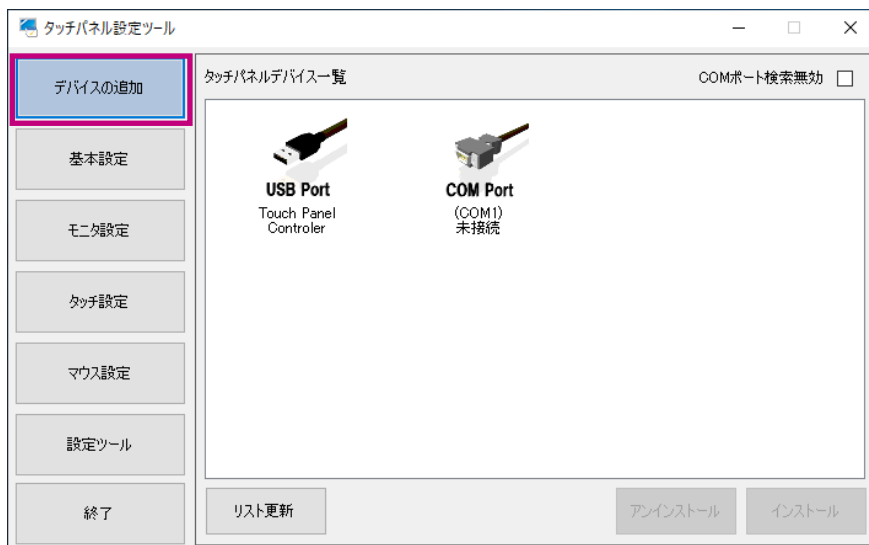 タッチパネル設定ツール
デバイスの追加
基本設定
モニタ設定
タッチ設定
マウス設定
設定ツール
終了
タッチパネルデバイス一覧
COMポート検索無効
USB Port
Touch Panel
Controler
COM Port
(COM1)
未接続
リスト更新
アンインストール
インストール